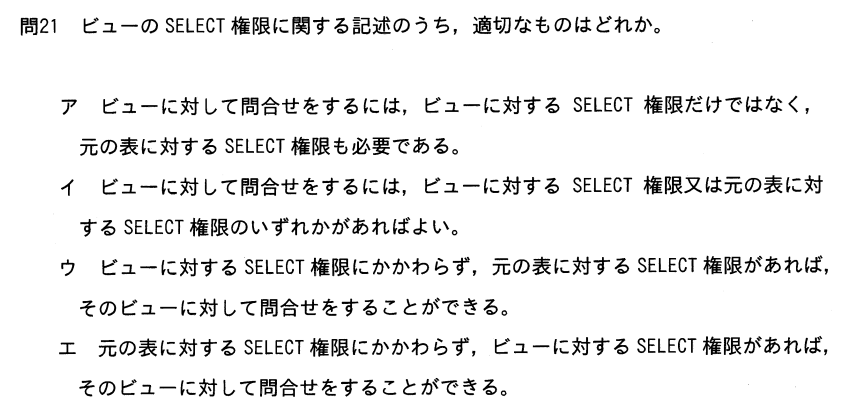 問21 ビューの SELECT 権限に関する記述のうち，適切なものはどれか。
ア ビューに対して問合せをするには，ビューに対する SELECT 権限だけではなく，
元の表に対する SELECT 権限も必要である。
イ ビューに対して問合せをするには，ビューに対する SELECT 権限又は元の表に対
する SELECT 権限のいずれかがあればよい。
ウ ビューに対する SELECT 権限にかかわらず，元の表に対する SELECT 権限があれば，
そのビューに対して問合せをすることができる。
エ 元の表に対する SELECT 権限にかかわらず，ビューに対する SELECT 権限があれば，
そのビューに対して問合せをすることができる。